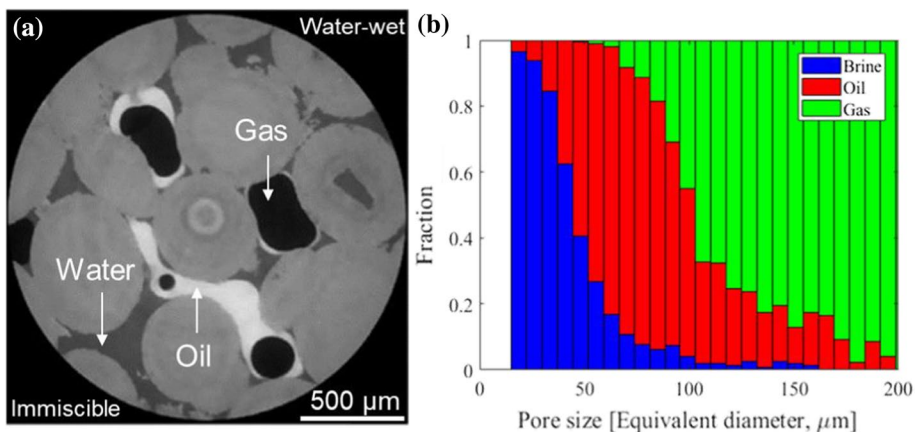 (a)
Water-wet
Gas
Water
Oil
Immiscible
500 µm
(b)
Brine
Oil
Gas
Fraction
1
0.8
0.6
0.4
0.2
0
0 50 100 150 200
Pore size [Equivalent diameter, μm]